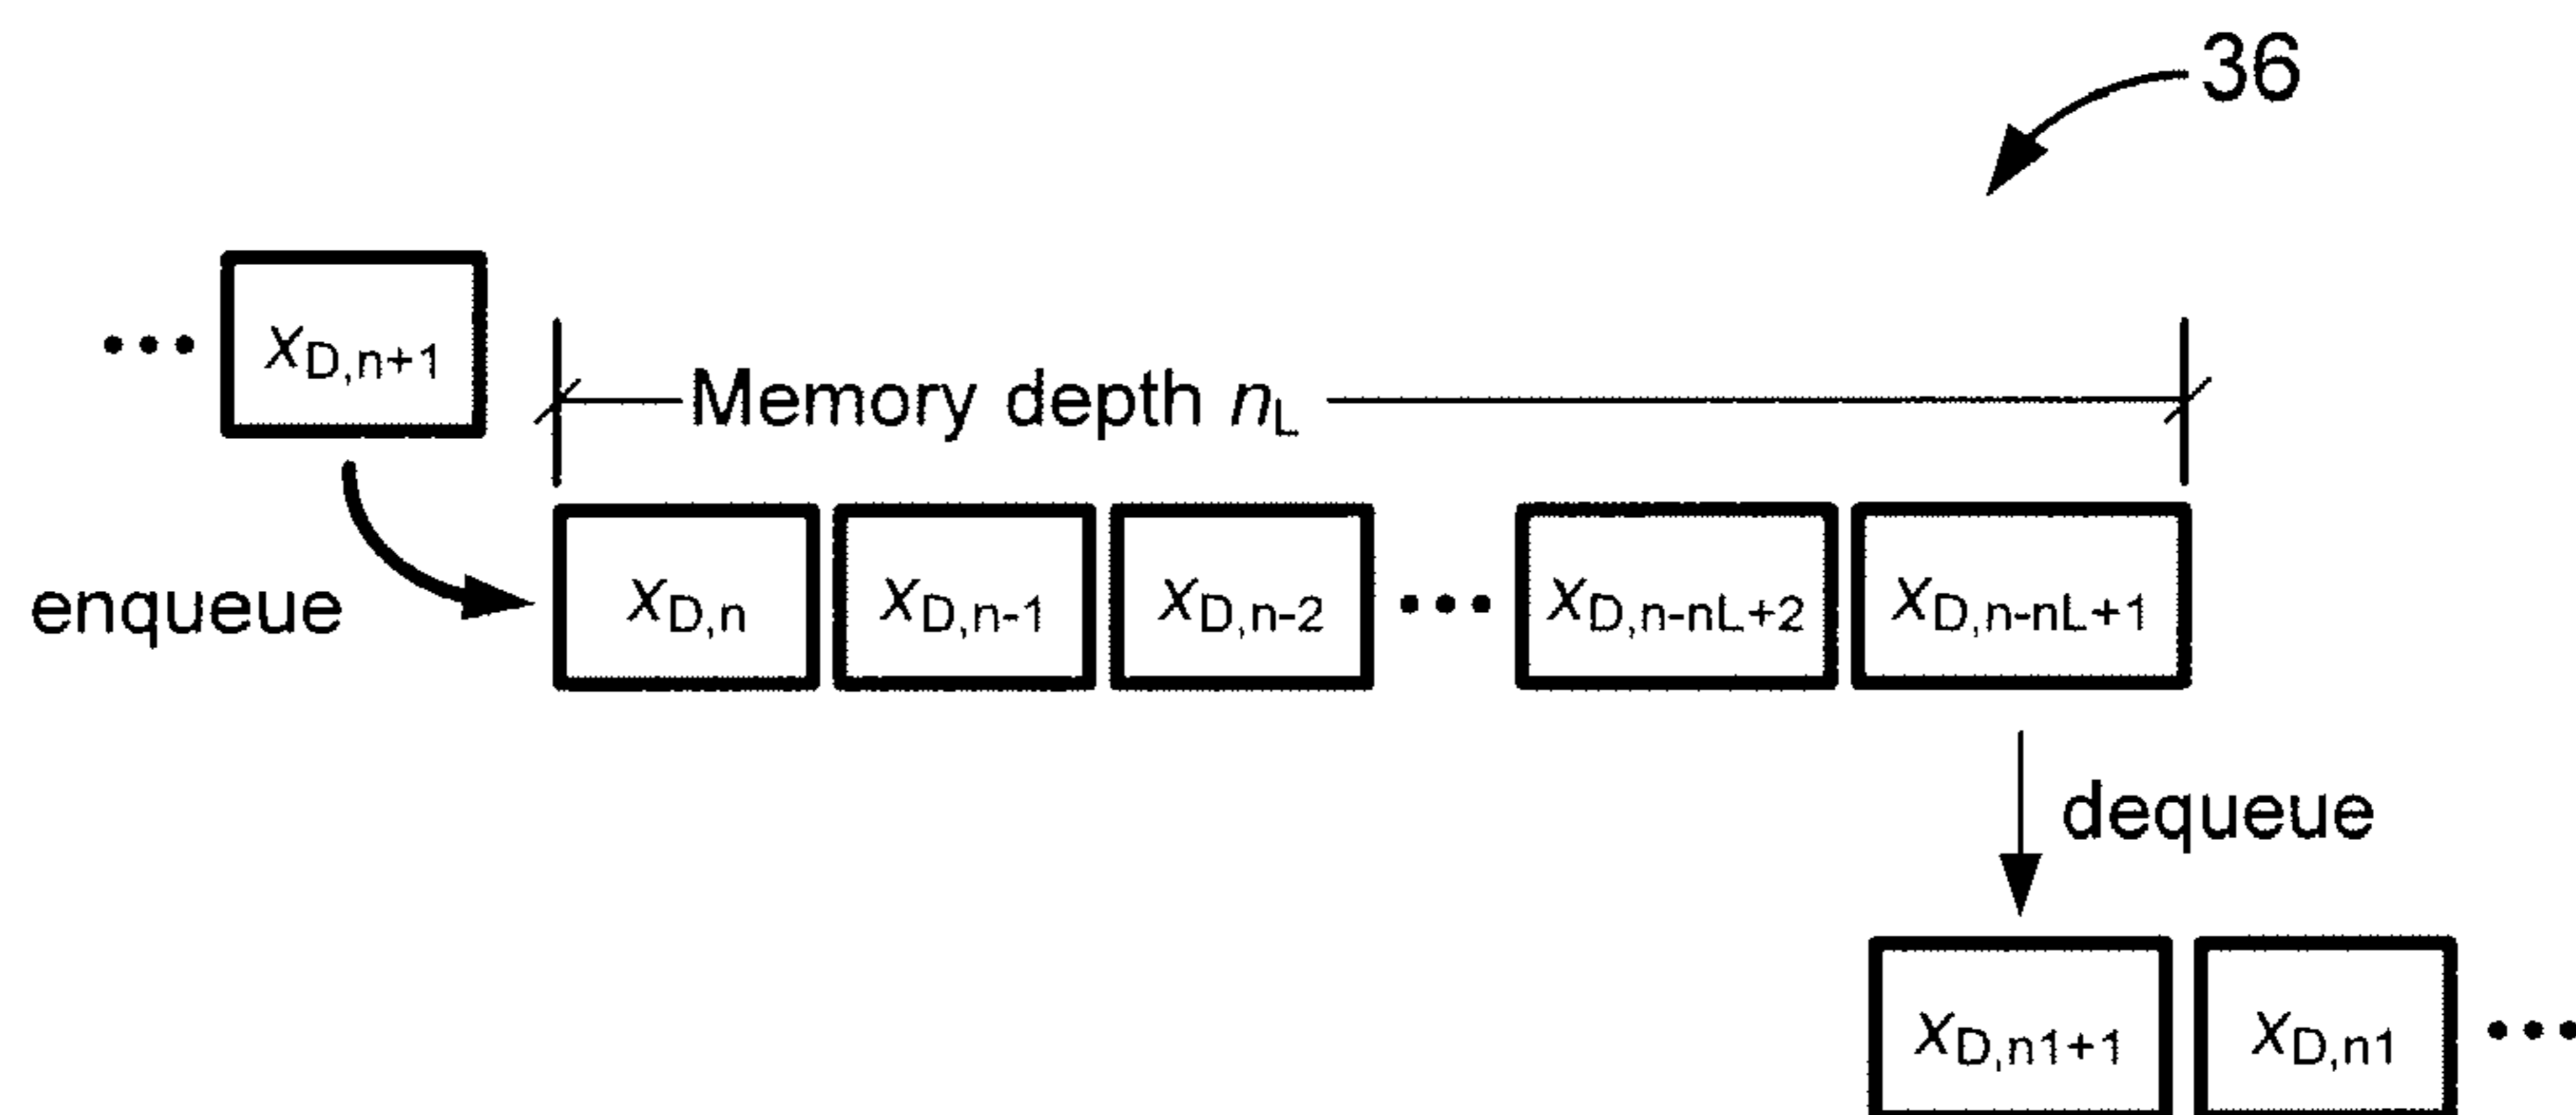 36
... X_D,n+1
Memory depth n_L
enqueue
X_D,n X_D,n-1 X_D,n-2 ... X_D,n-nL+2 X_D,n-nL+1
dequeue
X_D,n1+1 X_D,n1 ...